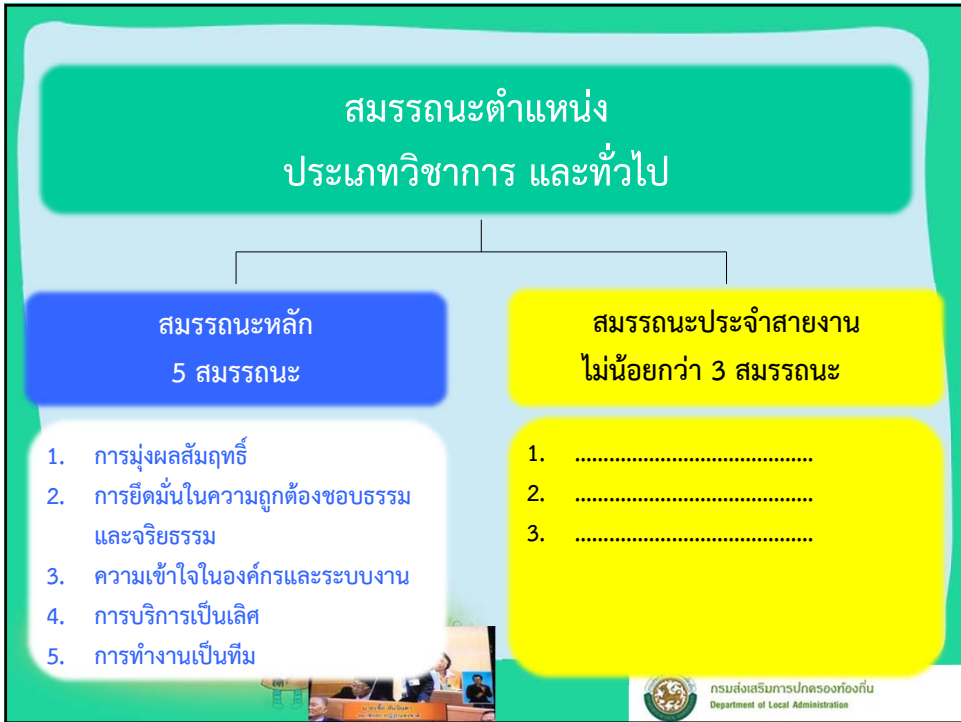 สมรรถนะตำแหน่ง
ประเภทวิชาการ และทั่วไป
สมรรถนะหลัก
5 สมรรถนะ
1. การมุ่งผลสัมฤทธิ์
2. การยึดมั่นในความถูกต้องชอบธรรม
และจริยธรรม
3. ความเข้าใจในองค์กรและระบบงาน
4. การบริการเป็นเลิศ
5. การทำงานเป็นทีม
สมรรถนะประจำสายงาน
ไม่น้อยกว่า 3 สมรรถนะ
1. ..........................................
2. ..........................................
3. ..........................................
กรมส่งเสริมการปกครองท้องถิ่น
Department of Local Administration